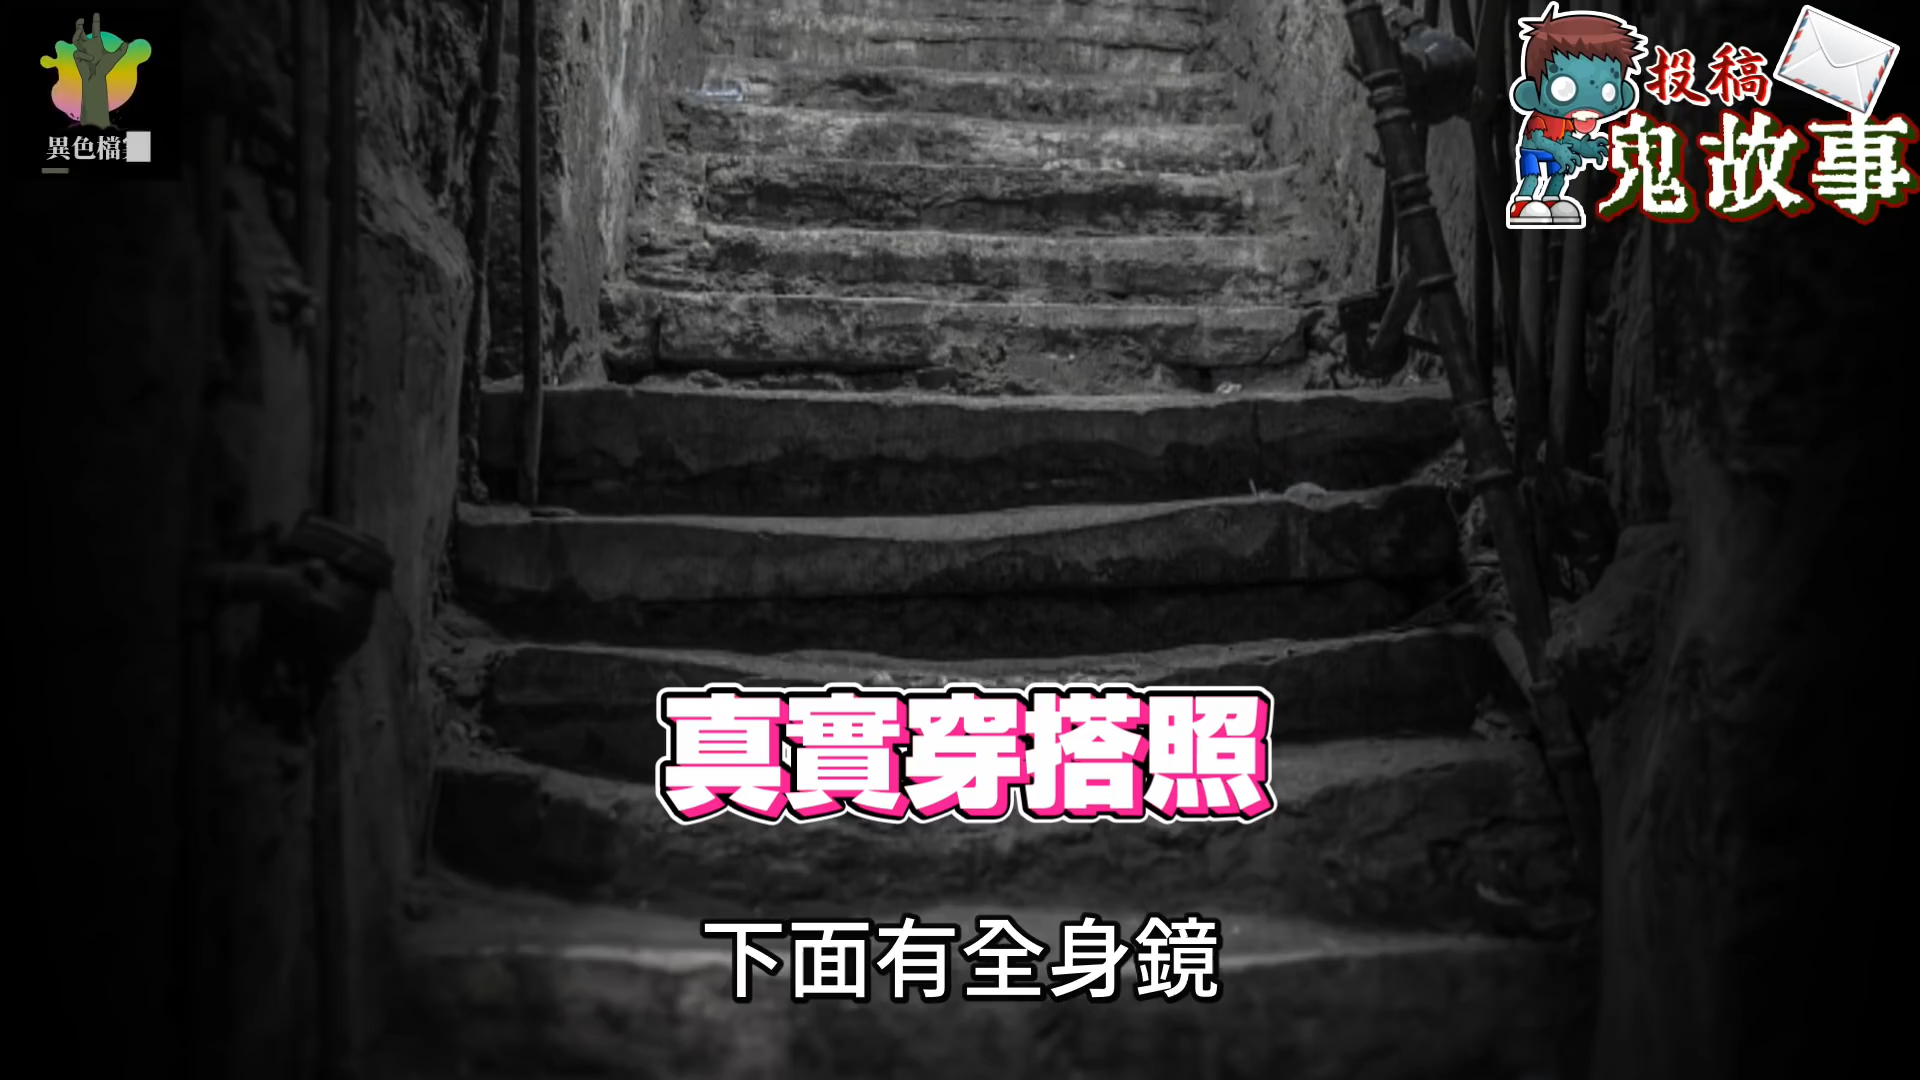 異色檔
投稿
鬼故事
真實穿搭照
下面有全身鏡